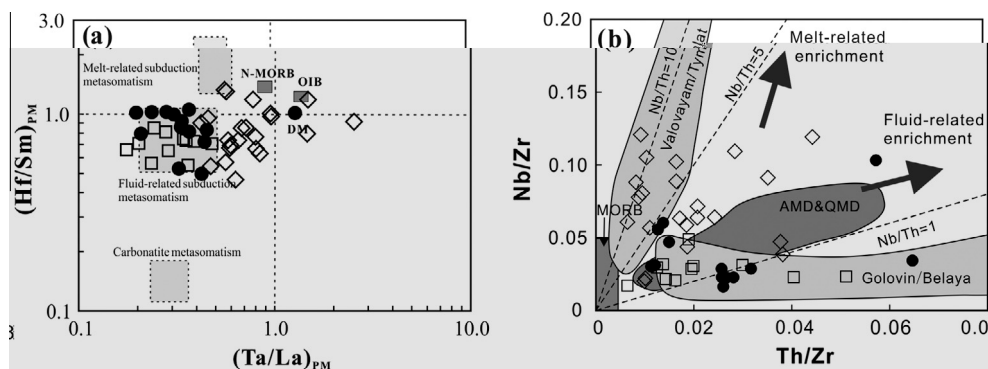 (a)
3.0
1.0
0.1
(Hf/Sm)PM
Melt-related subduction
metasomatism
N-MORB
OIB
DM
Fluid-related subduction
metasomatism
Carbonatite metasomatism
0.1
1.0
10.0
(Ta/La)PM
(b)
0.20
0.15
0.10
0.05
0
Nb/Zr
Nb/Th=10
Valovayam/Tynlat
Nb/Th=5
Melt-related
enrichment
Fluid-related
enrichment
MORB
AMD&QMD
Nb/Th=1
Golovin/Belaya
0
0.02
0.04
0.06
0.08
Th/Zr